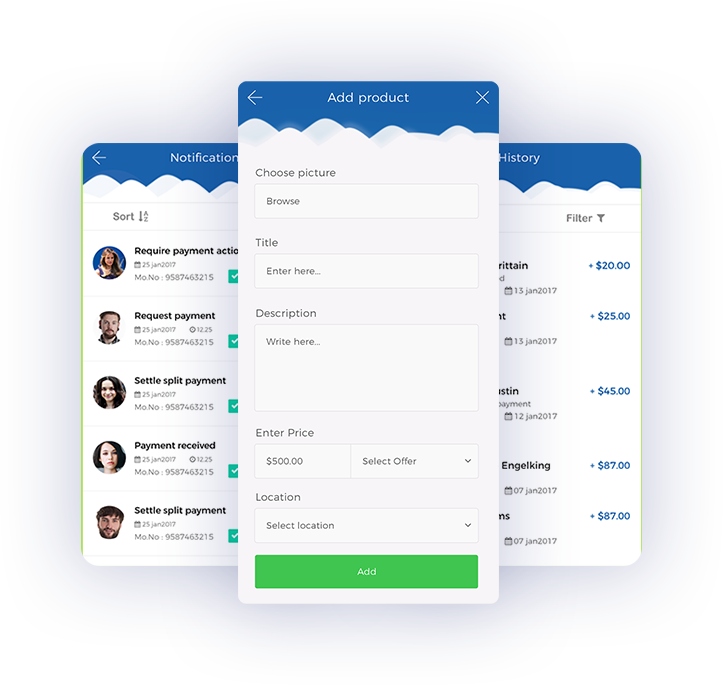 Add product
Choose picture
Browse
Title
Enter here...
Description
Write here...
Enter Price
$500.00
Select Offer
Location
Select location
Add
Notification
Sort
Require payment actio
25 jan2017
Mo.No : 9587463215
Request payment
25 jan2017 12.25
Mo.No : 9587463215
Settle split payment
25 jan2017
Mo.No : 9587463215
Payment received
25 jan2017 12.25
Mo.No : 9587463215
Settle split payment
25 jan2017
Mo.No : 9587463215
History
Filter
rittain
+ $20.00
d
13 jan2017
nt
+ $25.00
13 jan2017
ustin
+ $45.00
payment
12 jan2017
Engelking
+ $87.00
07 jan2017
ms
+ $87.00
07 jan2017